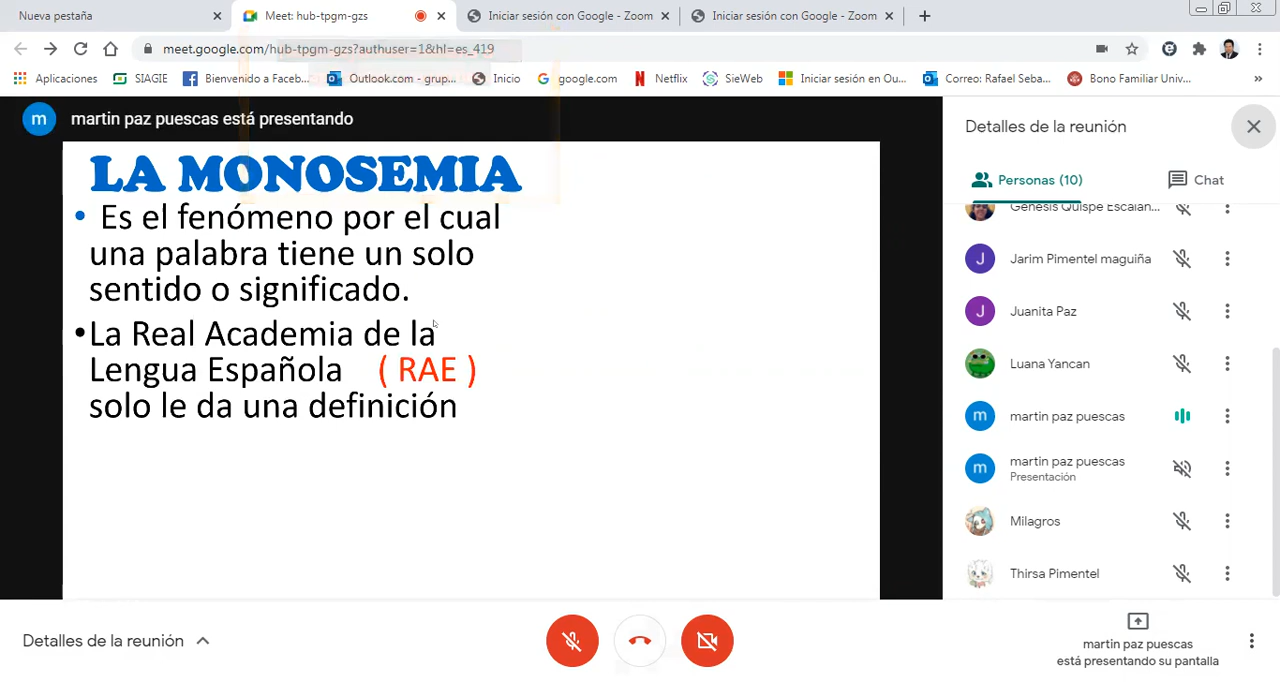 Nueva pestaña
Meet: hub-tpgm-gzs
Iniciar sesión con Google - Zoom
Iniciar sesión con Google - Zoom
meet.google.com/hub-tpgm-gzs?authuser=1&hl=es_419
Aplicaciones
SIAGIE
Bienvenido a Faceb...
Outlook.com - grup...
Inicio
google.com
Netflix
SieWeb
Iniciar sesión en Ou...
Correo: Rafael Seba...
Bono Familiar Univ...
»
m
martin paz puescas está presentando
LA MONOSEMIA
• Es el fenómeno por el cual
una palabra tiene un solo
sentido o significado.
•La Real Academia de la
Lengua Española ( RAE )
solo le da una definición
Detalles de la reunión
Personas (10)
Chat
Genesis Quispe Escalan...
J
Jarim Pimentel maguiña
J
Juanita Paz
Luana Yancan
m
martin paz puescas
m
martin paz puescas
Presentación
Milagros
Thirsa Pimentel
Detalles de la reunión
martin paz puescas
está presentando su pantalla